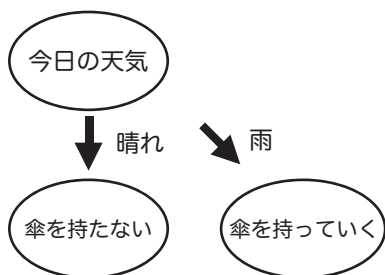 今日の天気
晴れ
雨
傘を持たない
傘を持っていく